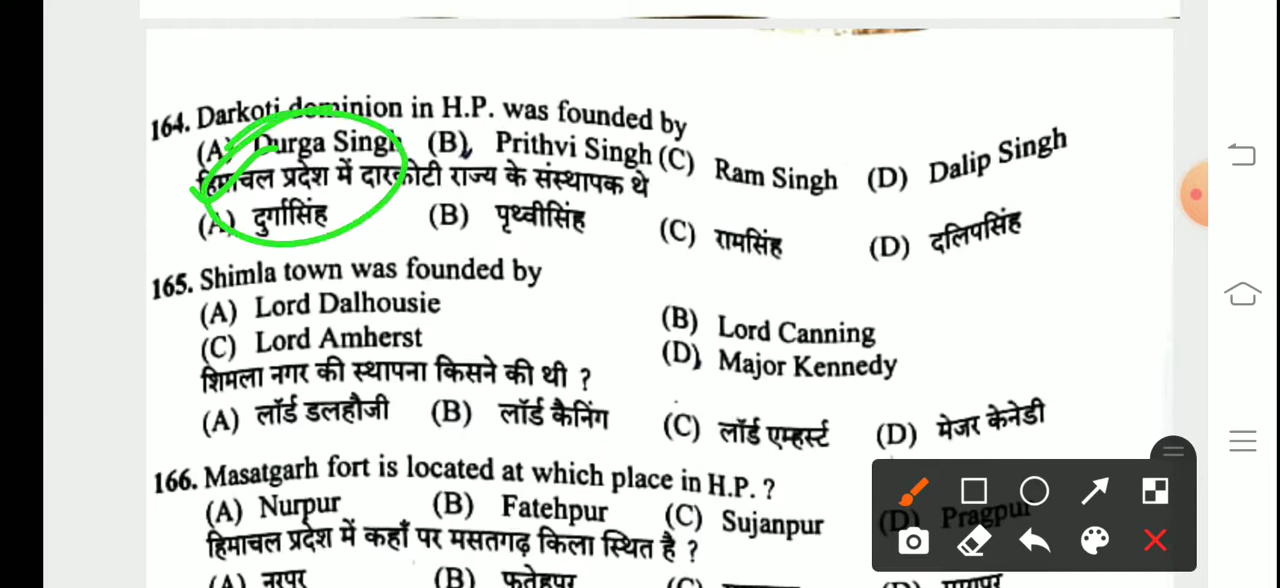 164. Darkoti dominion in H.P. was founded by
(A) Durga Singh (B) Prithvi Singh (C) Ram Singh (D) Dalip Singh
हिमाचल प्रदेश में दारकोटी राज्य के संस्थापक थे
(A) दुर्गासिंह (B) पृथ्वीसिंह (C) रामसिंह (D) दलिपसिंह
165. Shimla town was founded by
(A) Lord Dalhousie (B) Lord Canning
(C) Lord Amherst (D) Major Kennedy
शिमला नगर की स्थापना किसने की थी ?
(A) लॉर्ड डलहौजी (B) लॉर्ड कैनिंग (C) लॉर्ड एम्हर्स्ट (D) मेजर केनेडी
166. Masatgarh fort is located at which place in H.P. ?
(A) Nurpur (B) Fatehpur (C) Sujanpur (D) Pragpur
हिमाचल प्रदेश में कहाँ पर मसतगढ़ किला स्थित है ?
(A) नूरपुर (B) फतेहपुर